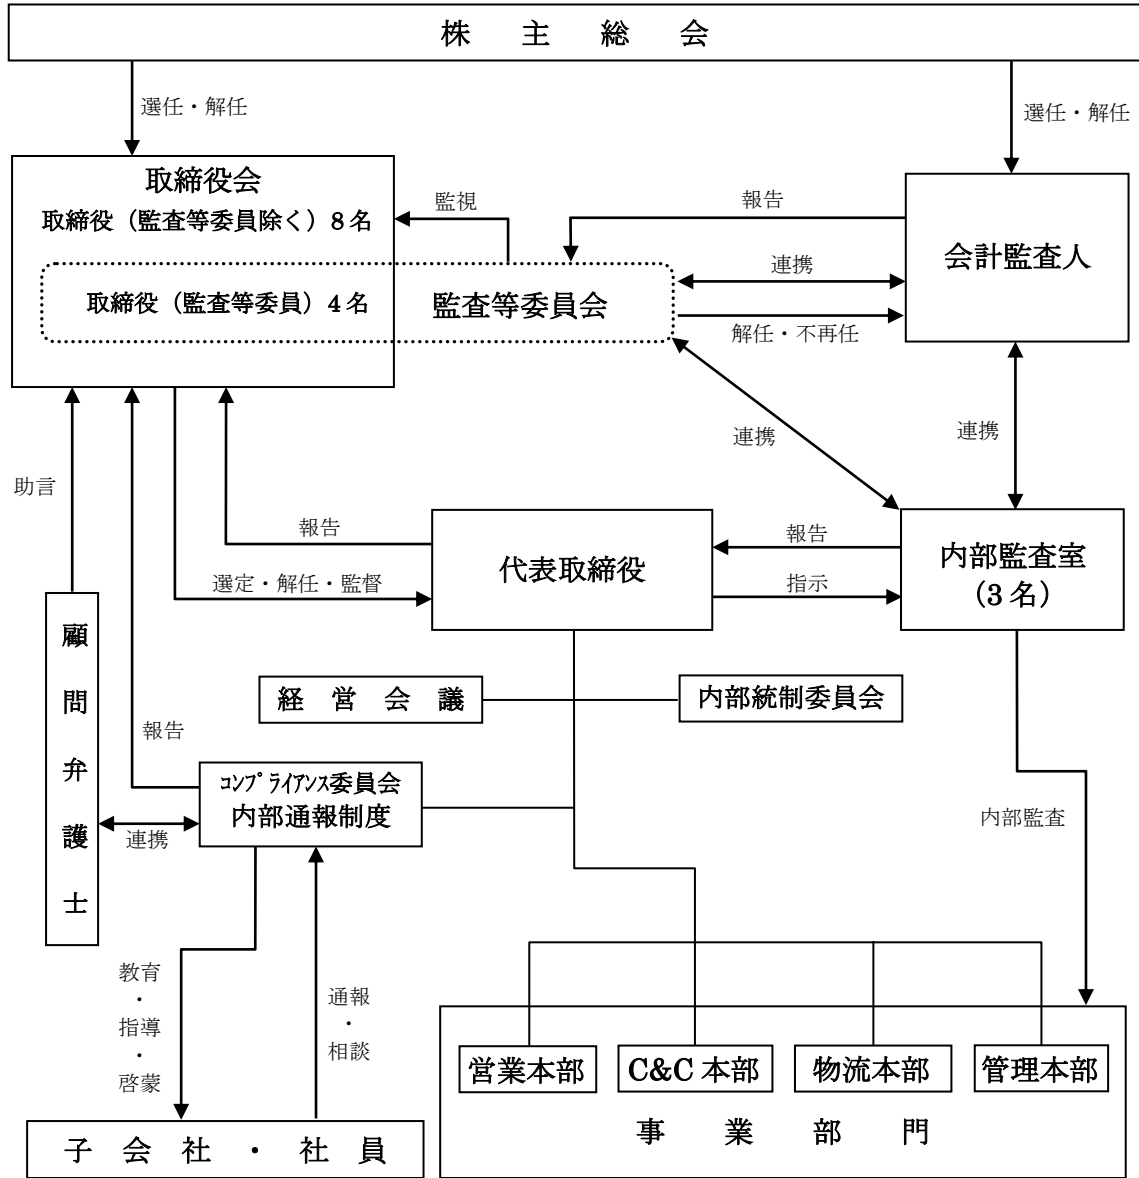 株主総会
選任・解任
選任・解任
取締役会
取締役（監査等委員除く）8名
監視
報告
会計監査人
連携
取締役（監査等委員）4名
監査等委員会
解任・不再任
連携
連携
助言
報告
代表取締役
報告
内部監査室
（3名）
選定・解任・監督
指示
顧問弁護士
経営会議
内部統制委員会
報告
ｺﾝﾌﾟﾗｲｱﾝｽ委員会
内部通報制度
連携
内部監査
教育
・
指導
・
啓蒙
通報
・
相談
営業本部
C&C本部
物流本部
管理本部
事業部門
子会社・社員